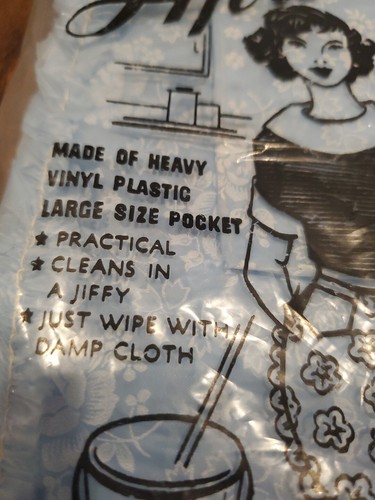 MADE OF HEAVY
VINYL PLASTIC
LARGE SIZE POCKET
★ PRACTICAL
★ CLEANS IN
A JIFFY
★ JUST WIPE WITH
DAMP CLOTH